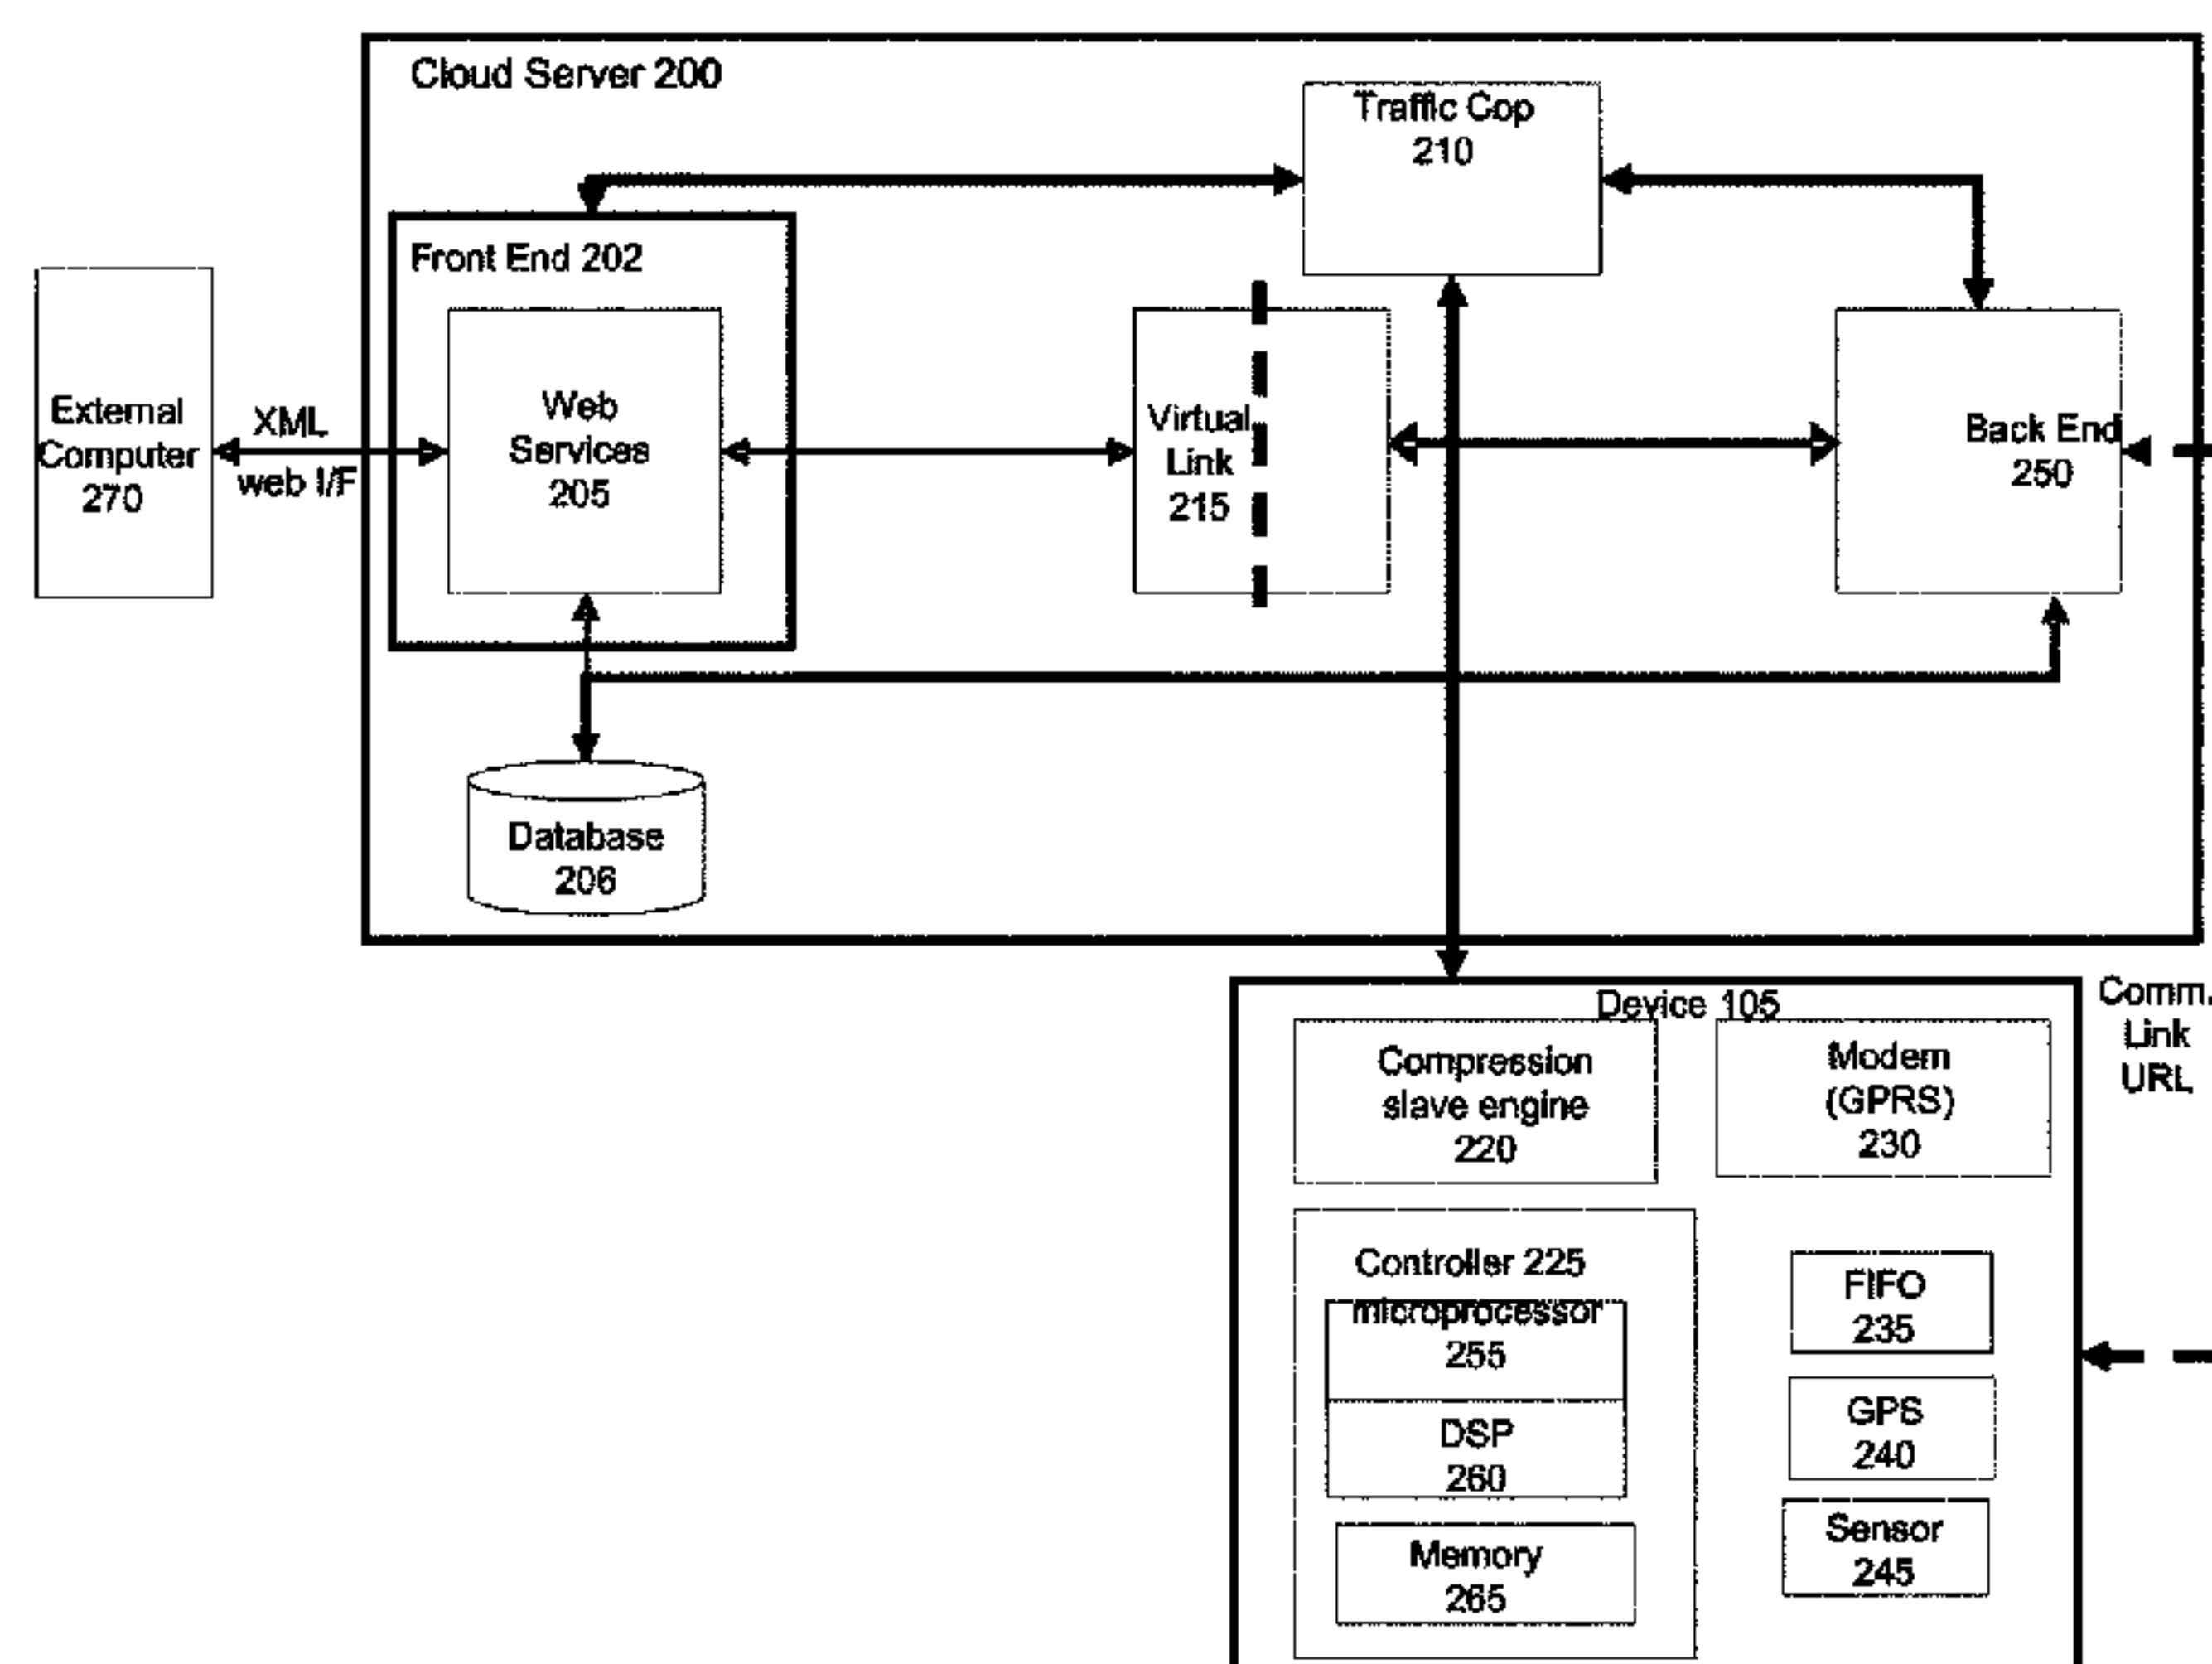 Cloud Server 200
Traffic Cop
210
Front End 202
External
Computer
270
XML
web I/F
Web
Services
205
Virtual
Link
215
Back End
250
Database
206
Device 105
Comm.
Link
URL
Compression
slave engine
220
Modem
(GPRS)
230
Controller 225
microprocessor
255
DSP
260
Memory
265
FIFO
235
GPS
240
Sensor
245